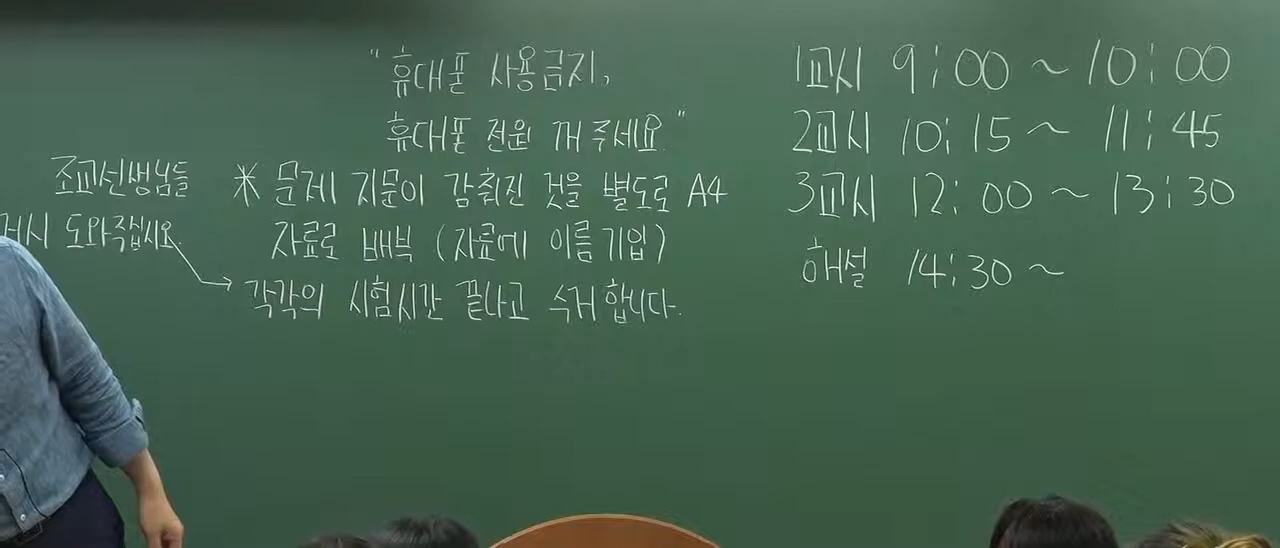 "휴대폰 사용금지,
휴대폰 전원 꺼 주세요"
조교선생님들
도와주십시요.
※ 문제 지문이 감춰진 것을 별도로 A4
자료로 배부 (자료에 이름 기입)
각각의 시험시간 끝나고 수거합니다.
1교시 9:00 ~ 10:00
2교시 10:15 ~ 11:45
3교시 12:00 ~ 13:30
해설 14:30 ~